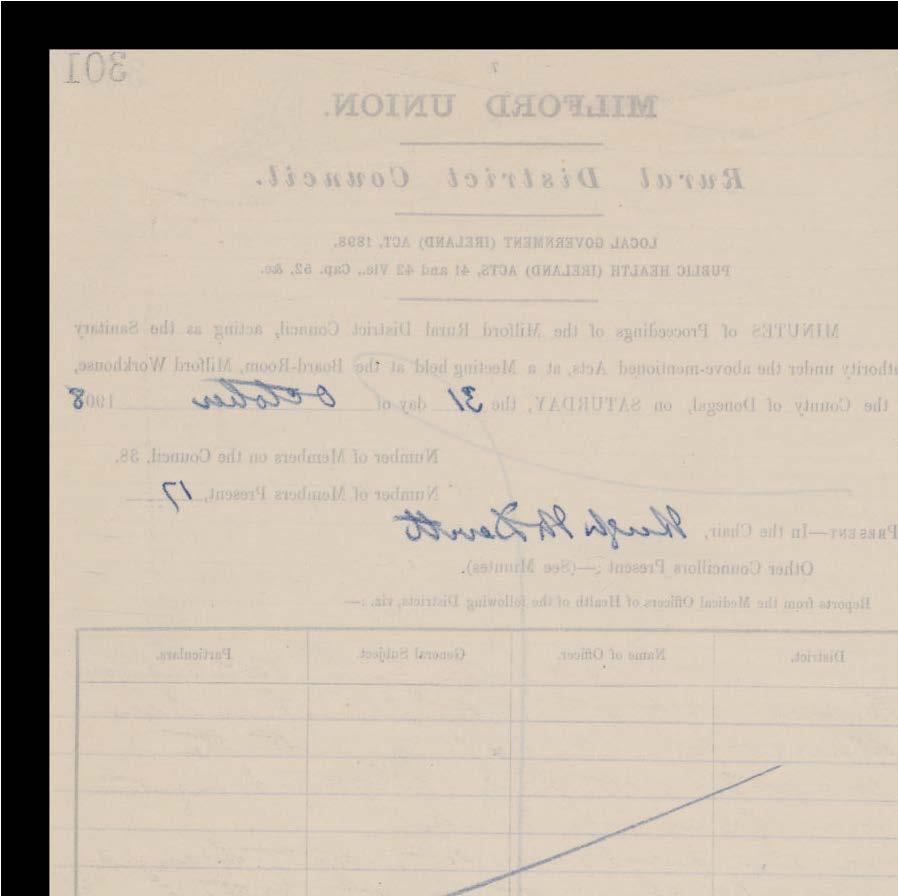 301
7
MILFORD UNION.
Rural District Council.
LOCAL GOVERNMENT (IRELAND) ACT, 1898.
PUBLIC HEALTH (IRELAND) ACTS, 41 and 42 Vic., Cap. 52, &c.
MINUTES of Proceedings of the Milford Rural District Council, acting as the Sanitary
uthority under the above-mentioned Acts, at a Meeting held at the Board-Room, Milford Workhouse,
the County of Donegal, on SATURDAY, the 31 day of October 1908
Number of Members on the Council, 38.
Number of Members Present, 17
PRESENT—In the Chair, Hugh McDevitt
Other Councillors Present :—(See Minutes).
Reports from the Medical Officers of Health of the following Districts, viz. :—
District. Name of Officer. General Subject. Particulars.